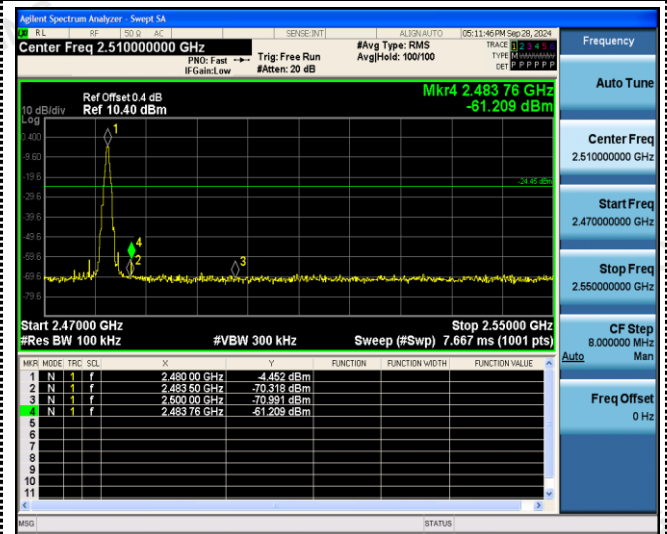 Agilent Spectrum Analyzer - Swept SA
RL RF 50 Ω AC SENSE:INT ALIGN AUTO 05:11:46 PM Sep 28, 2024
Center Freq 2.510000000 GHz
PNO: Fast
IFGain:Low
Trig: Free Run
#Atten: 20 dB
#Avg Type: RMS
Avg|Hold: 100/100
TRACE 1 2 3 4 5 6
TYPE M WWWWW
DET P P P P P P
Ref Offset 0.4 dB
10 dB/div Ref 10.40 dBm
Log
Mkr4 2.483 76 GHz
-61.209 dBm
0.400
-9.60
-19.6
-29.6
-39.6
-49.6
-59.6
-69.6
-79.6
1
-24.45 dBm
4
2
3
Start 2.47000 GHz Stop 2.55000 GHz
#Res BW 100 kHz #VBW 300 kHz Sweep (#Swp) 7.667 ms (1001 pts)
MKR MODE TRC SCL X Y FUNCTION FUNCTION WIDTH FUNCTION VALUE
1 N 1 f 2.480 00 GHz -4.452 dBm
2 N 1 f 2.483 50 GHz -70.318 dBm
3 N 1 f 2.500 00 GHz -70.991 dBm
4 N 1 f 2.483 76 GHz -61.209 dBm
5
6
7
8
9
10
11
MSG STATUS
Frequency
Auto Tune
Center Freq
2.510000000 GHz
Start Freq
2.470000000 GHz
Stop Freq
2.550000000 GHz
CF Step
8.000000 MHz
Auto Man
Freq Offset
0 Hz